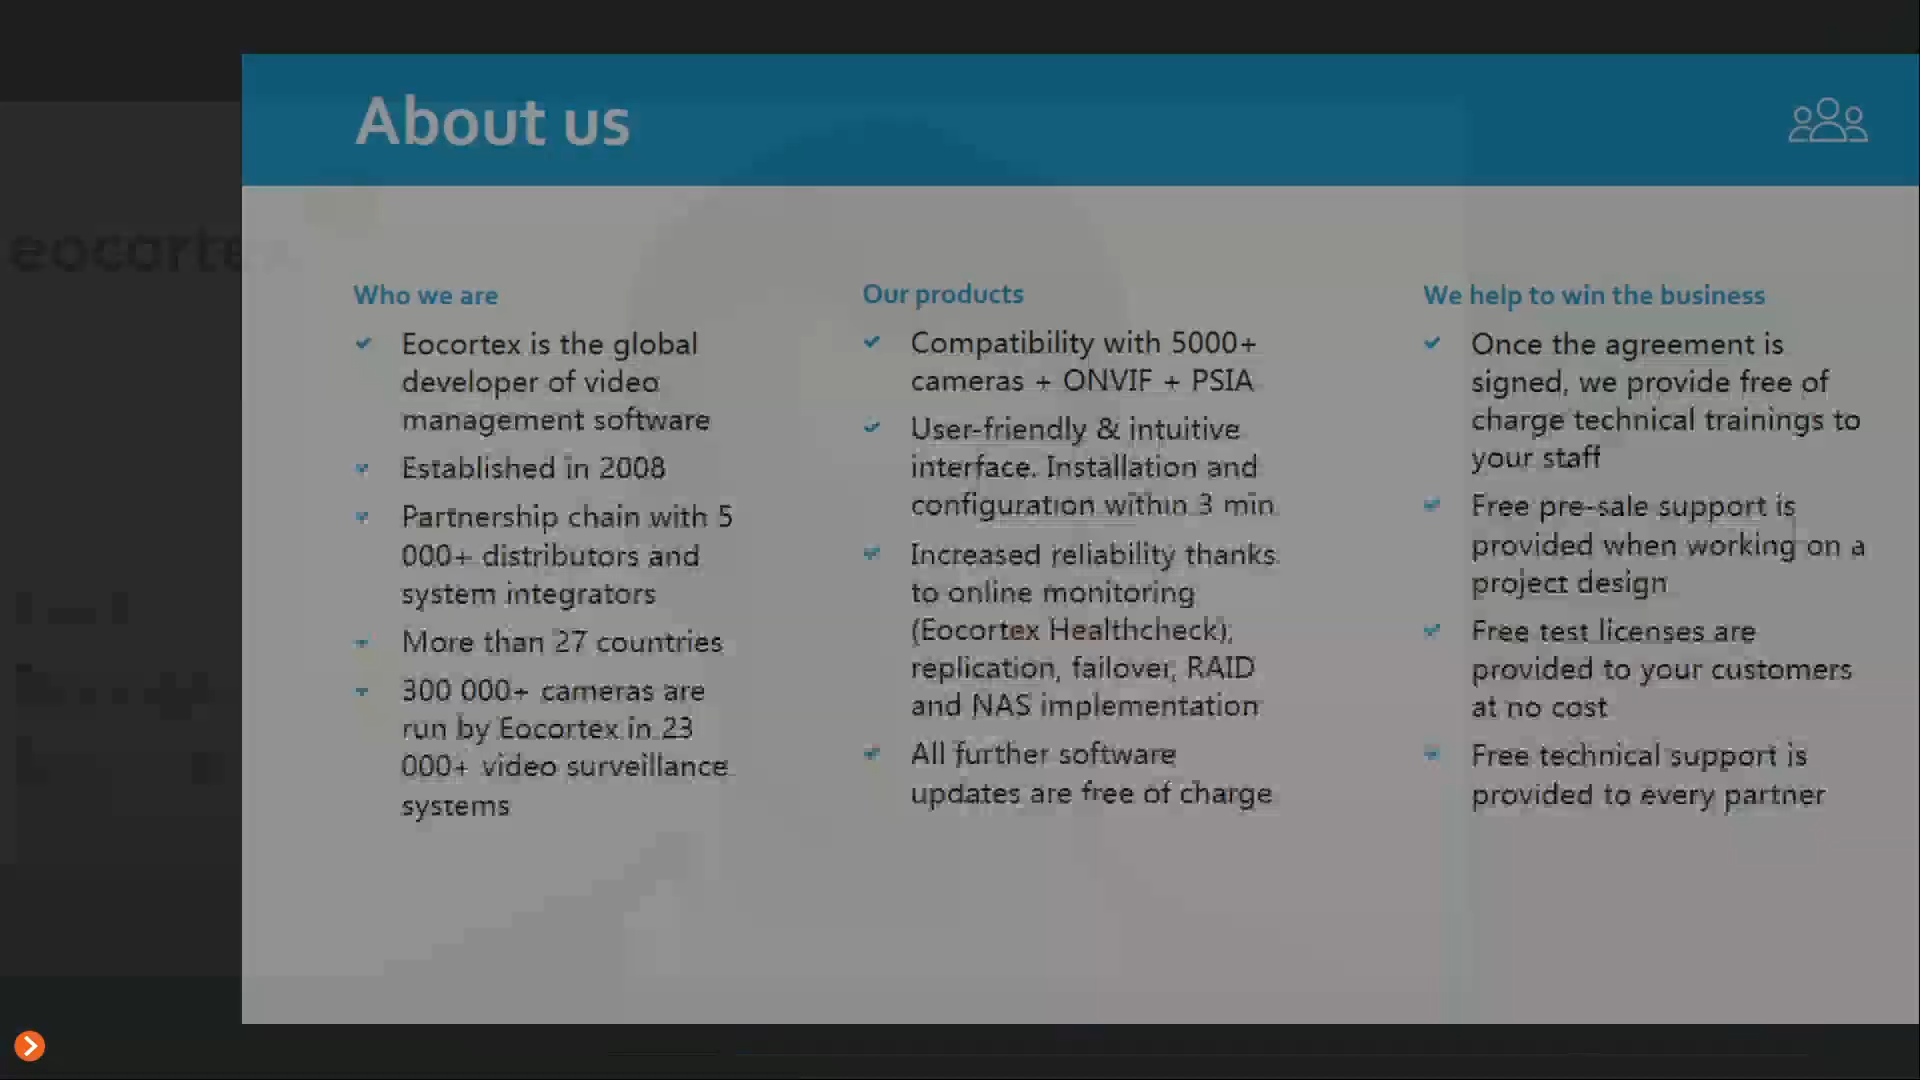 About us
eocortex
Who we are
Eocortex is the global
developer of video
management software
Established in 2008
Partnership chain with 5
000+ distributors and
system integrators
More than 27 countries
300 000+ cameras are
run by Eocortex in 23
000+ video surveillance
systems
Our products
Compatibility with 5000+
cameras + ONVIF + PSIA
User-friendly & intuitive
interface. Installation and
configuration within 3 min
Increased reliability thanks
to online monitoring
(Eocortex Healthcheck),
replication, failover, RAID
and NAS implementation
All further software
updates are free of charge
We help to win the business
Once the agreement is
signed, we provide free of
charge technical trainings to
your staff
Free pre-sale support is
provided when working on a
project design
Free test licenses are
provided to your customers
at no cost
Free technical support is
provided to every partner